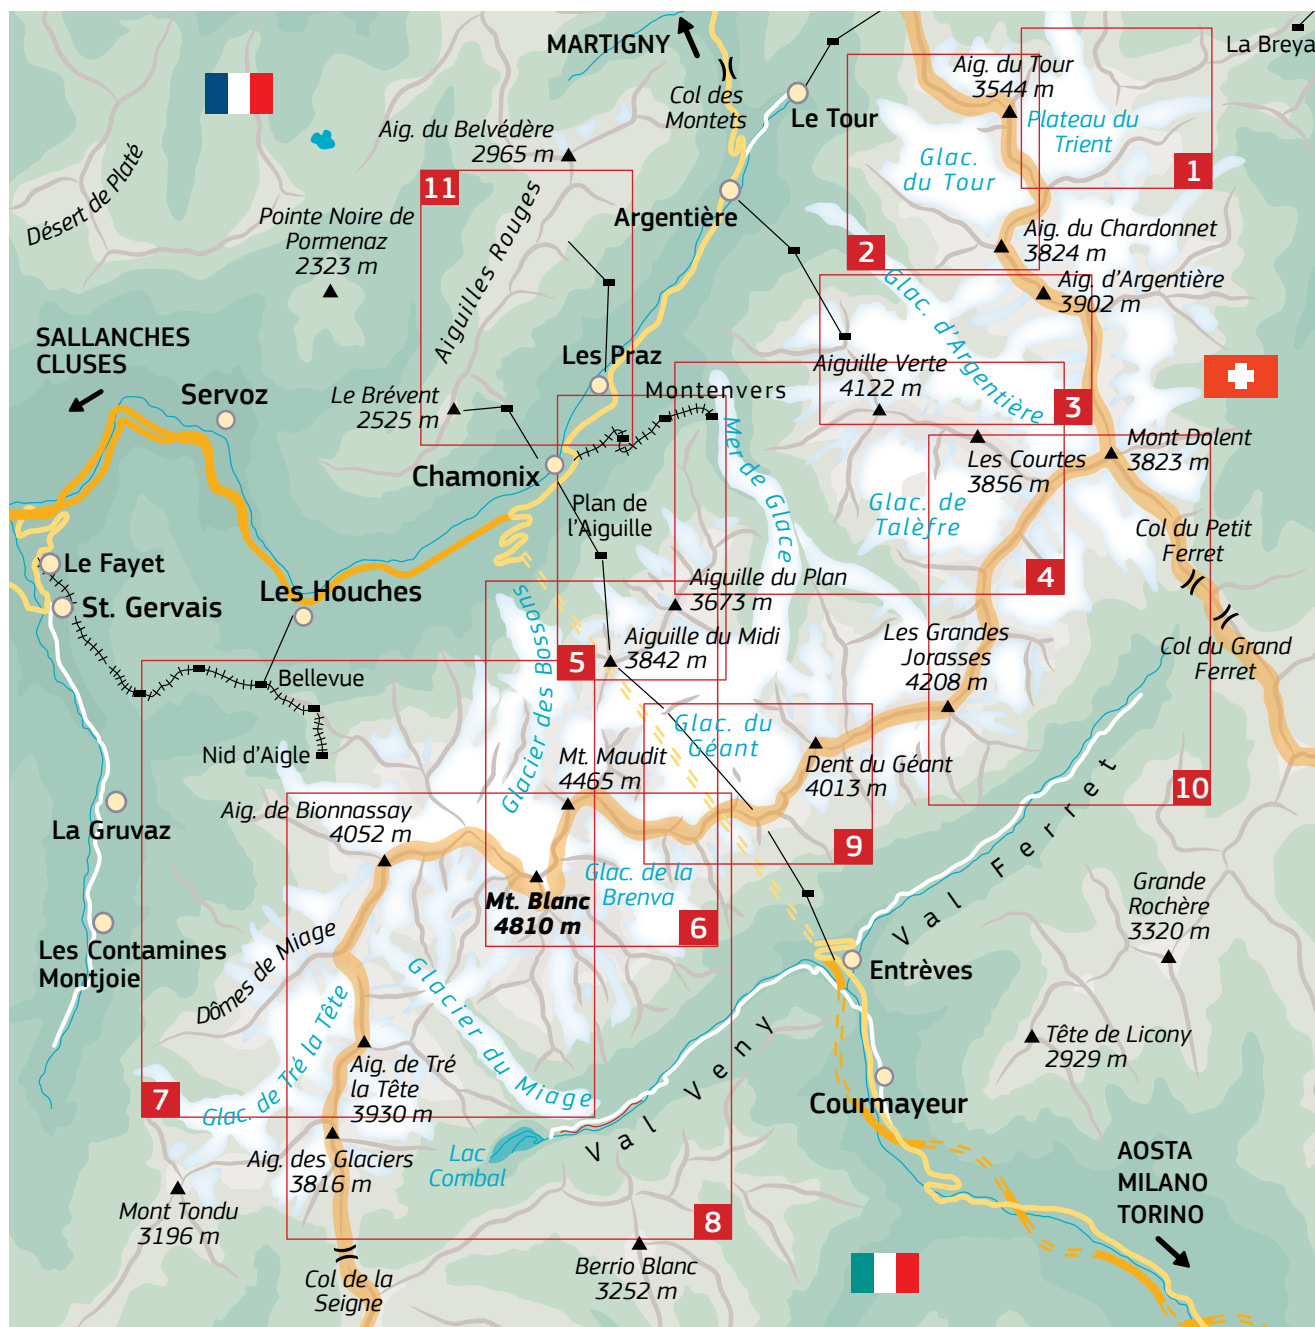 MARTIGNY
La Breya
Col des
Montets
Le Tour
Aig. du Tour
3544 m
Plateau du
Trient
1
Aig. du Belvédère
2965 m
Glac.
du Tour
Désert de Platé
11
Argentière
Pointe Noire de
Pormenaz
2323 m
Aiguilles Rouges
2
Aig. du Chardonnet
3824 m
Aig. d'Argentière
3902 m
Glac. d'Argentière
SALLANCHES
CLUSES
Servoz
Les Praz
Le Brévent
2525 m
Montenvers
Aiguille Verte
4122 m
3
Mer de Glace
Chamonix
Les Courtes
3856 m
Mont Dolent
3823 m
Plan de
l'Aiguille
Glac. de
Talèfre
Col du Petit
Ferret
Le Fayet
St. Gervais
Les Houches
4
Aiguille du Plan
3673 m
Glacier des Bossons
Aiguille du Midi
3842 m
5
Les Grandes
Jorasses
4208 m
Col du Grand
Ferret
Bellevue
Nid d'Aigle
Glac. du
Géant
Mt. Maudit
4465 m
Dent du Géant
4013 m
10
La Gruvaz
Aig. de Bionnassay
4052 m
9
Val Ferret
Glac. de la
Brenva
Mt. Blanc
4810 m
6
Grande
Rochère
3320 m
Les Contamines
Montjoie
Dômes de Miage
Entrèves
Glacier du Miage
Glac. de Tré la Tête
Aig. de Tré
la Tête
3930 m
Val Veny
Tête de Licony
2929 m
7
Courmayeur
Aig. des Glaciers
3816 m
Lac
Combal
Mont Tondu
3196 m
8
AOSTA
MILANO
TORINO
Col de la
Seigne
Berrio Blanc
3252 m